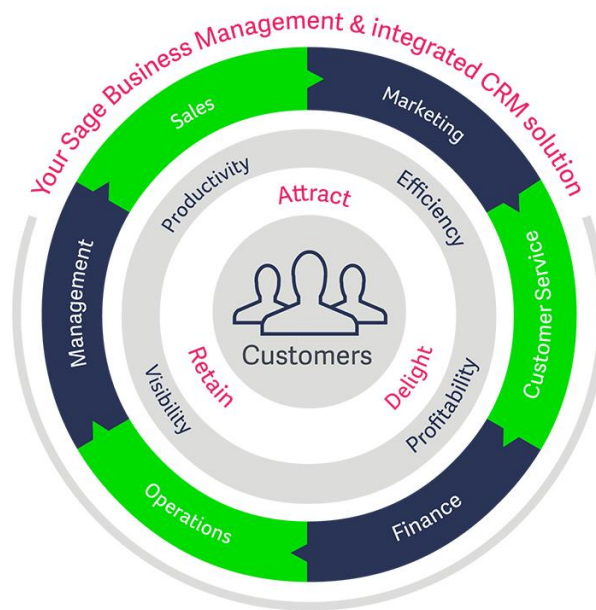 Your Sage Business Management & integrated CRM solution
Sales
Marketing
Customer Service
Finance
Operations
Management
Productivity
Efficiency
Profitability
Visibility
Attract
Delight
Retain
Customers